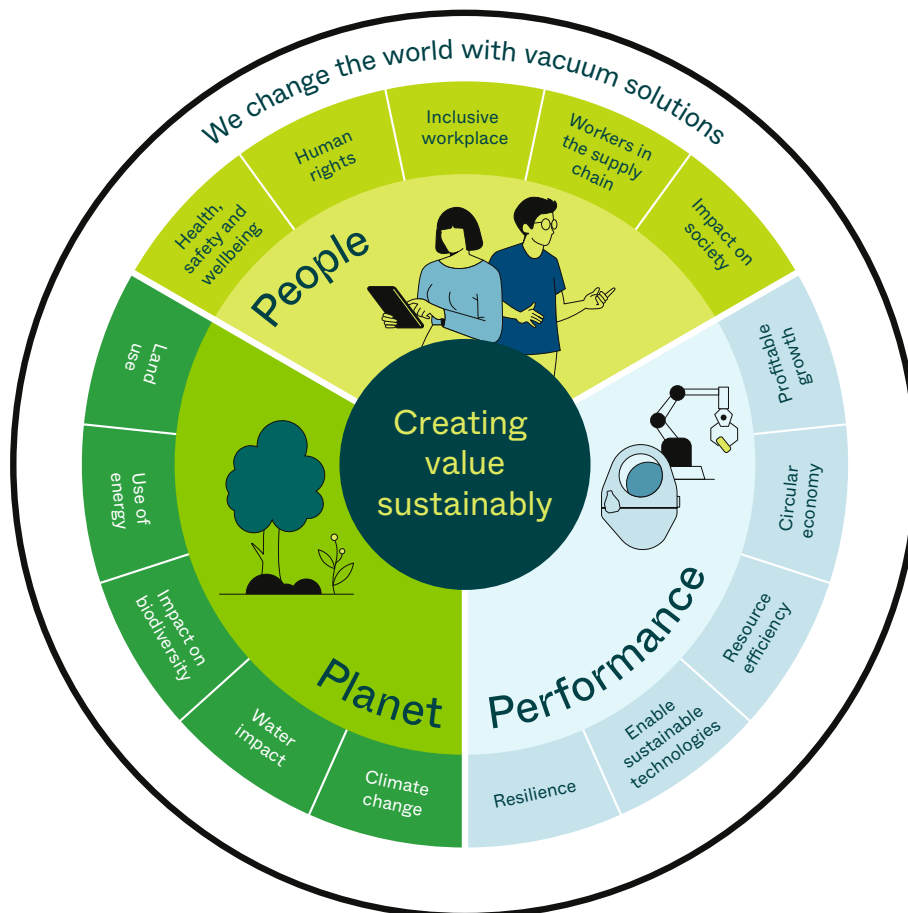 We change the world with vacuum solutions
Health,
safety and
wellbeing
Human
rights
Inclusive
workplace
Workers in
the supply
chain
Impact on
society
People
Profitable
growth
Circular
economy
Resource
efficiency
Enable
sustainable
technologies
Resilience
Performance
Land
use
Use of
energy
Impact on
biodiversity
Water
impact
Climate
change
Planet
Creating
value
sustainably